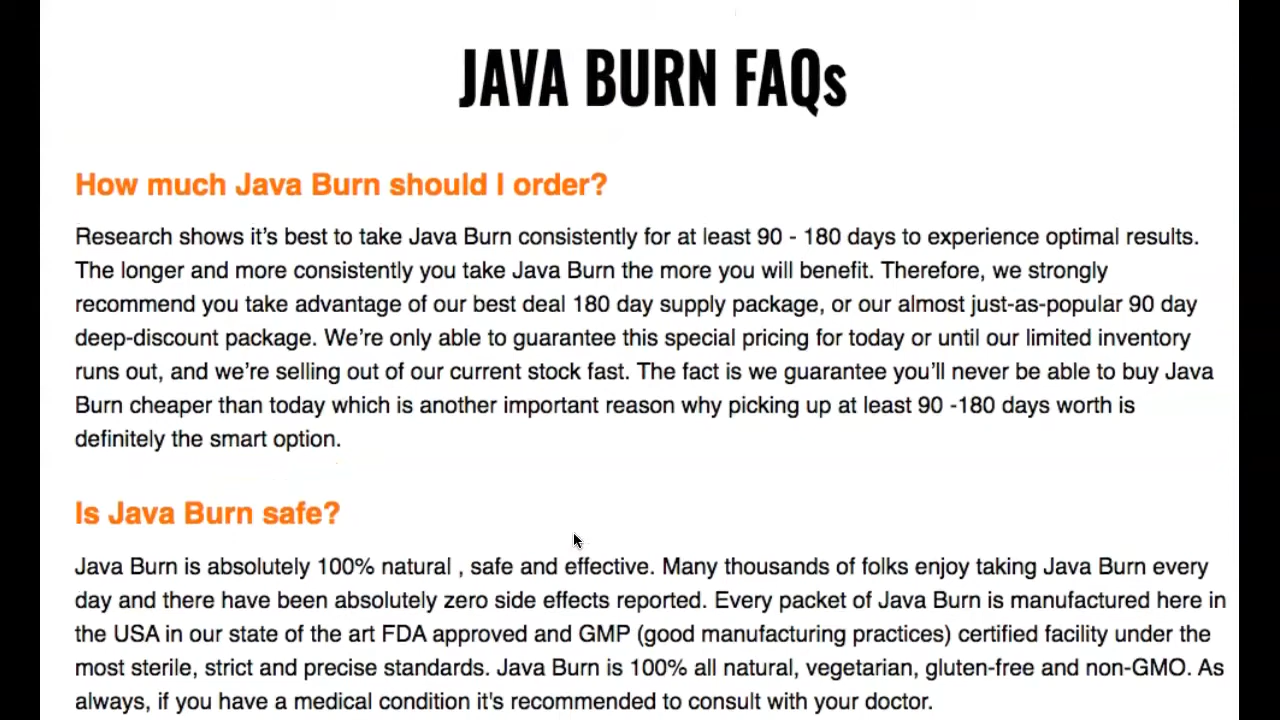 JAVA BURN FAQs
How much Java Burn should I order?
Research shows it’s best to take Java Burn consistently for at least 90 - 180 days to experience optimal results.
The longer and more consistently you take Java Burn the more you will benefit. Therefore, we strongly
recommend you take advantage of our best deal 180 day supply package, or our almost just-as-popular 90 day
deep-discount package. We’re only able to guarantee this special pricing for today or until our limited inventory
runs out, and we’re selling out of our current stock fast. The fact is we guarantee you’ll never be able to buy Java
Burn cheaper than today which is another important reason why picking up at least 90 -180 days worth is
definitely the smart option.
Is Java Burn safe?
Java Burn is absolutely 100% natural , safe and effective. Many thousands of folks enjoy taking Java Burn every
day and there have been absolutely zero side effects reported. Every packet of Java Burn is manufactured here in
the USA in our state of the art FDA approved and GMP (good manufacturing practices) certified facility under the
most sterile, strict and precise standards. Java Burn is 100% all natural, vegetarian, gluten-free and non-GMO. As
always, if you have a medical condition it's recommended to consult with your doctor.